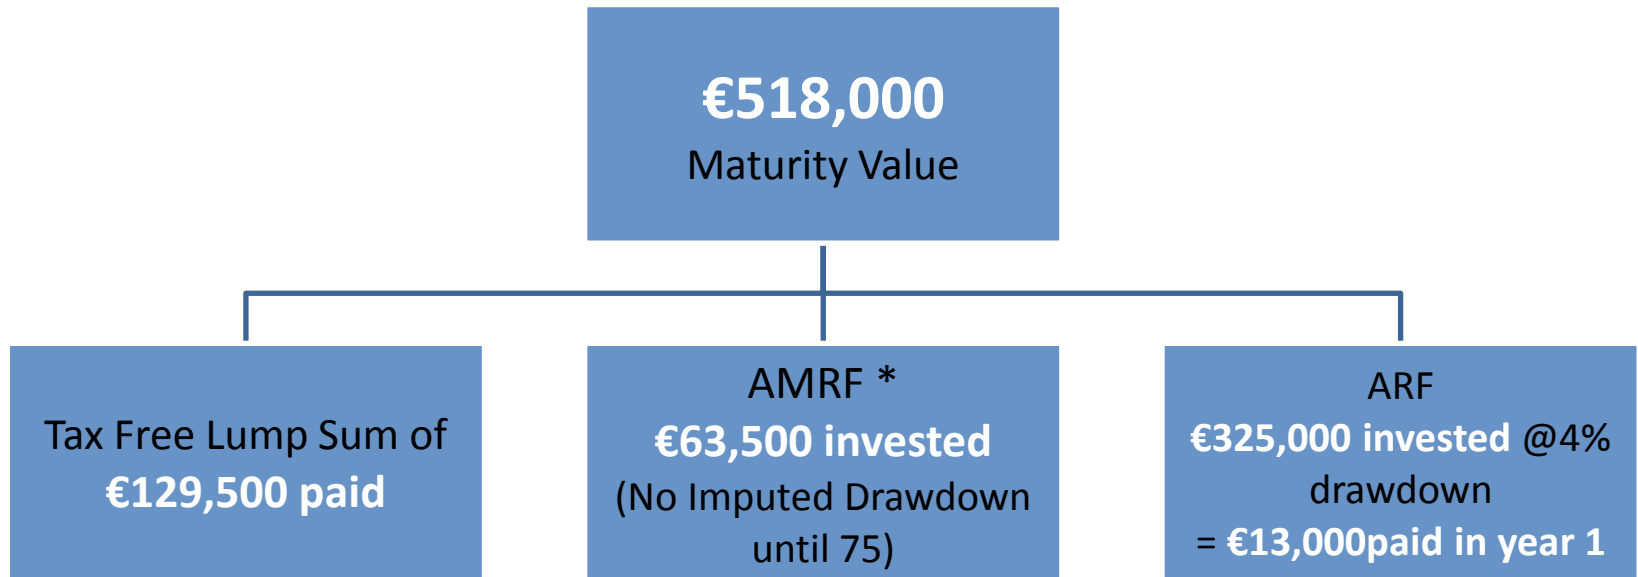 €518,000
Maturity Value
Tax Free Lump Sum of
€129,500 paid
AMRF *
€63,500 invested
(No Imputed Drawdown
until 75)
ARF
€325,000 invested @4%
drawdown
= €13,000paid in year 1